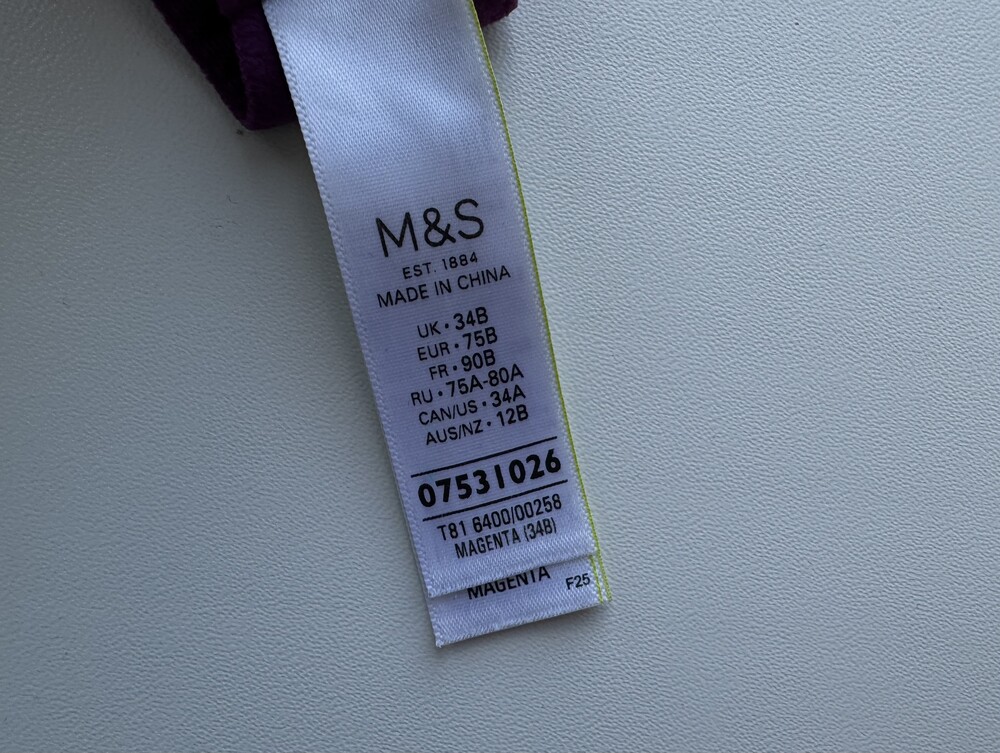 M&S
EST. 1884
MADE IN CHINA
UK • 34B
EUR • 75B
FR • 90B
RU • 75A-80A
CAN/US • 34A
AUS/NZ • 12B
07531026
T81 6400/00258
MAGENTA (34B)
MAGENTA
F25